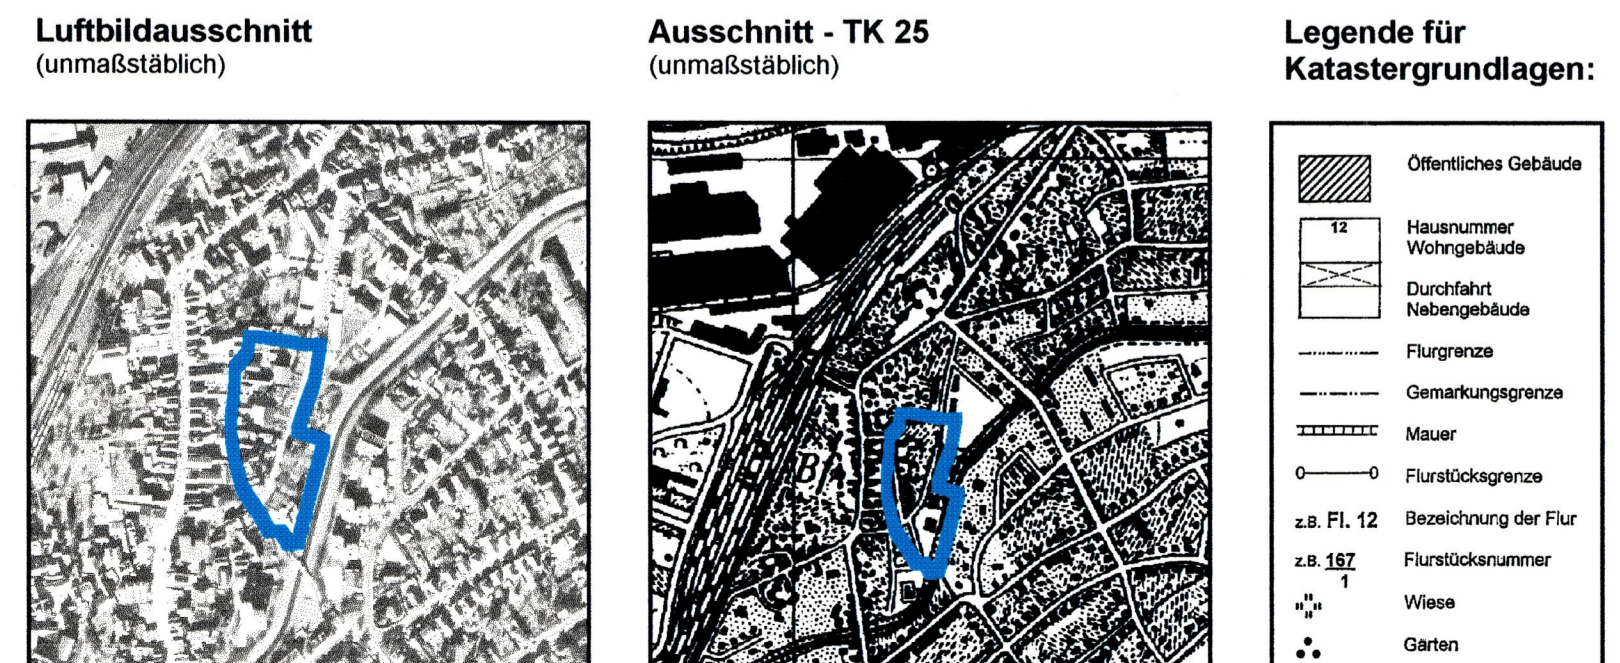 Luftbildausschnitt
(unmaßstäblich)
Ausschnitt - TK 25
(unmaßstäblich)
Bf
Legende für
Katastergrundlagen:
Öffentliches Gebäude
12
Hausnummer
Wohngebäude
Durchfahrt
Nebengebäude
Flurgrenze
Gemarkungsgrenze
Mauer
Flurstücksgrenze
z.B. Fl. 12 Bezeichnung der Flur
z.B. 167 Flurstücksnummer
1
Wiese
Gärten